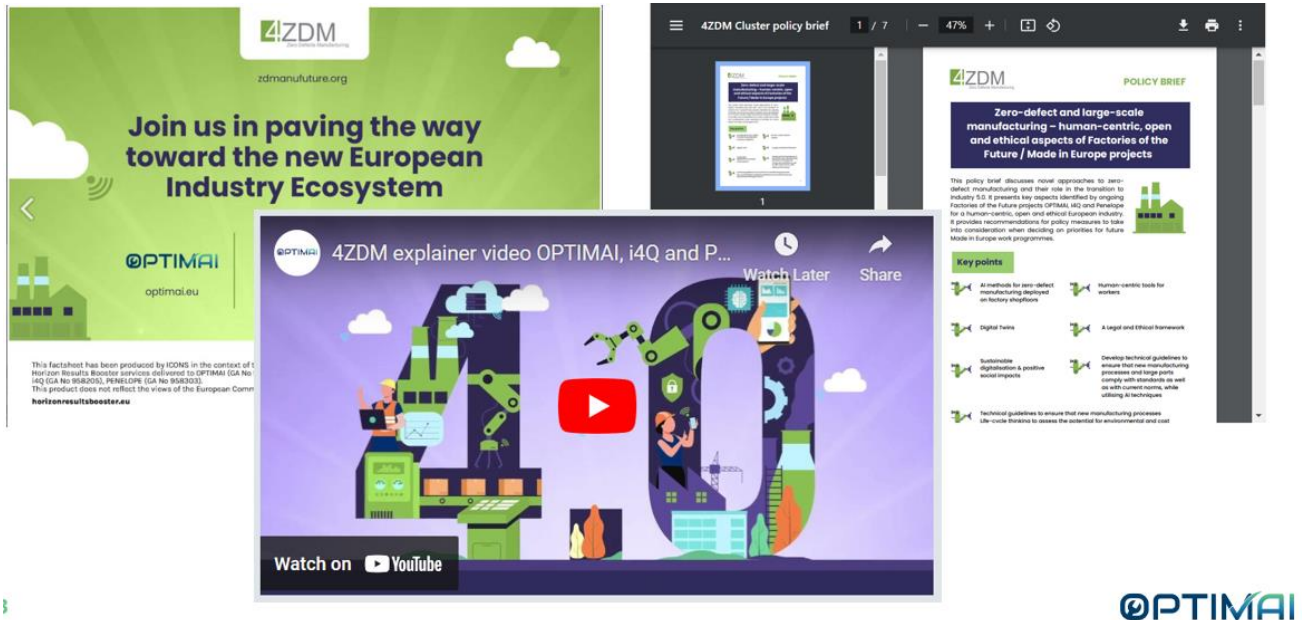 4ZDM
Zero Defects Manufacturing
zdmanufuture.org
Join us in paving the way
toward the new European
Industry Ecosystem
OPTIMAI
optimai.eu
This factsheet has been produced by ICONS in the context of
Horizon Results Booster services delivered to OPTIMAI (GA No
i4Q (GA No 958205), PENELOPE (GA No 958303).
This product does not reflect the views of the European Comm
horizonresultsbooster.eu
4ZDM Cluster policy brief
1 / 7
47%
1
4ZDM
Zero Defects Manufacturing
POLICY BRIEF
Zero-defect and large-scale
manufacturing – human-centric, open
and ethical aspects of Factories of the
Future / Made in Europe projects
This policy brief discusses novel approaches to zero-
defect manufacturing and their role in the transition to
Industry 5.0. It presents key aspects identified by ongoing
Factories of the Future projects OPTIMAI, i4Q and Penelope
for a human-centric, open and ethical European industry.
It provides recommendations for policy measures to take
into consideration when deciding on priorities for future
Made in Europe work programmes.
Key points
AI methods for zero-defect
manufacturing deployed
on factory shopfloors
Human-centric tools for
workers
Digital Twins
A Legal and Ethical framework
Sustainable
digitalisation & positive
social impacts
Develop technical guidelines to
ensure that new manufacturing
processes and large parts
comply with standards as well
as with current norms, while
utilising AI techniques
Technical guidelines to ensure that new manufacturing processes
Life-cycle thinking to assess the potential for environmental and cost
OPTIMAI
4ZDM explainer video OPTIMAI, i4Q and P...
Watch Later
Share
4.0
Watch on YouTube
OPTIMAI